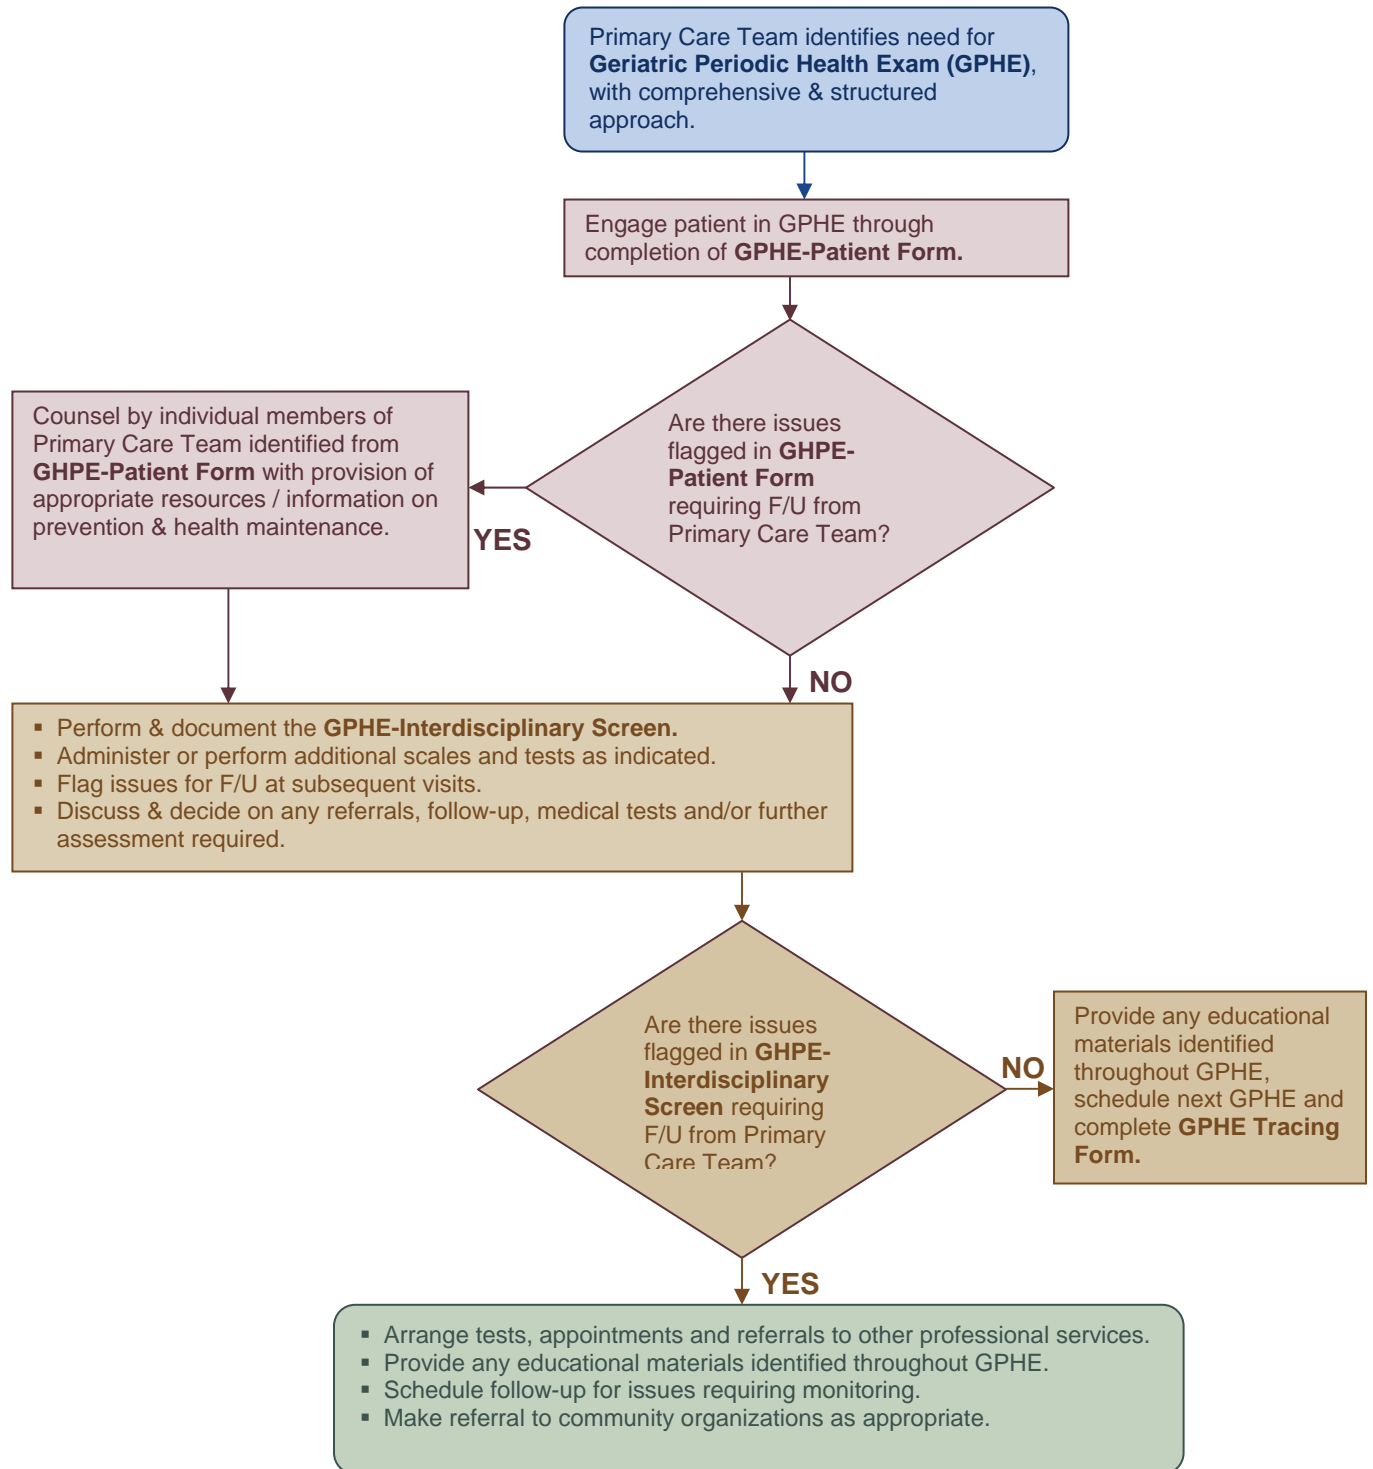 Primary Care Team identifies need for
Geriatric Periodic Health Exam (GPHE),
with comprehensive & structured
approach.
Engage patient in GPHE through
completion of GPHE-Patient Form.
Are there issues
flagged in GHPE-
Patient Form
requiring F/U from
Primary Care Team?
Counsel by individual members of
Primary Care Team identified from
GHPE-Patient Form with provision of
appropriate resources / information on
prevention & health maintenance.
YES
NO
▪ Perform & document the GPHE-Interdisciplinary Screen.
▪ Administer or perform additional scales and tests as indicated.
▪ Flag issues for F/U at subsequent visits.
▪ Discuss & decide on any referrals, follow-up, medical tests and/or further
assessment required.
Are there issues
flagged in GHPE-
Interdisciplinary
Screen requiring
F/U from Primary
Care Team?
NO
Provide any educational
materials identified
throughout GPHE,
schedule next GPHE and
complete GPHE Tracing
Form.
YES
▪ Arrange tests, appointments and referrals to other professional services.
▪ Provide any educational materials identified throughout GPHE.
▪ Schedule follow-up for issues requiring monitoring.
▪ Make referral to community organizations as appropriate.